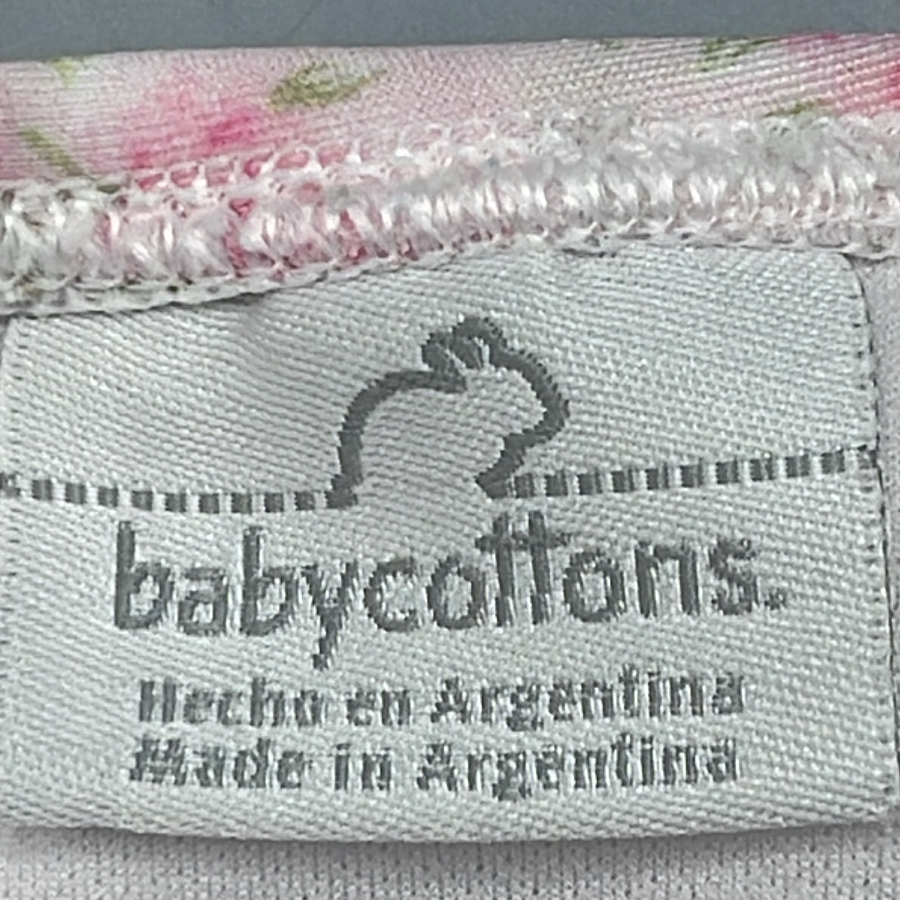 babycottons.
Hecho en Argentina
Made in Argentina